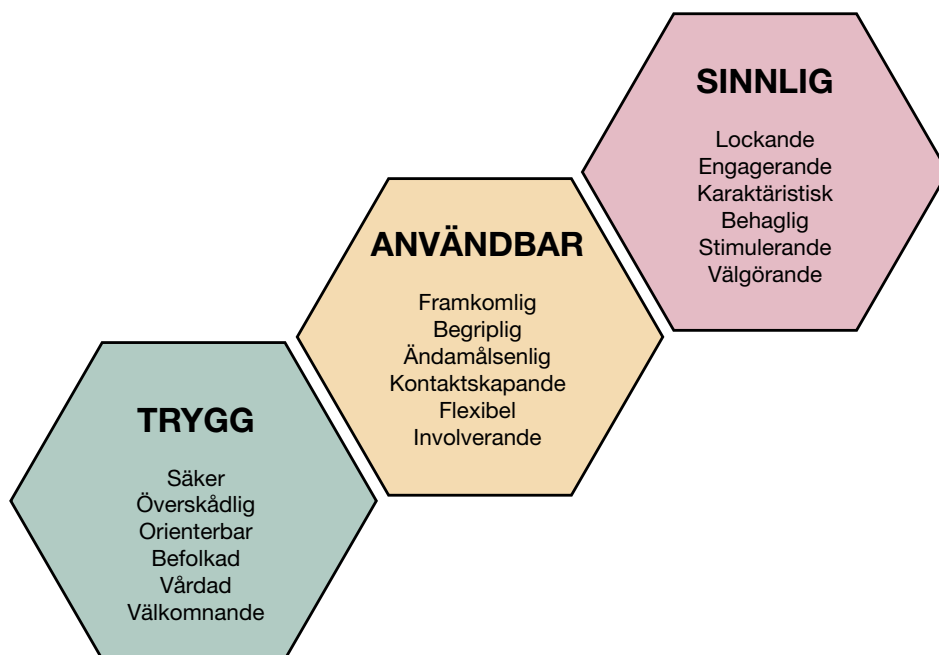 SINNLIG
Lockande
Engagerande
Karaktäristisk
Behaglig
Stimulerande
Välgörande
ANVÄNDBAR
Framkomlig
Begriplig
Ändamålsenlig
Kontaktskapande
Flexibel
Involverande
TRYGG
Säker
Överskådlig
Orienterbar
Befolkad
Vårdad
Välkomnande